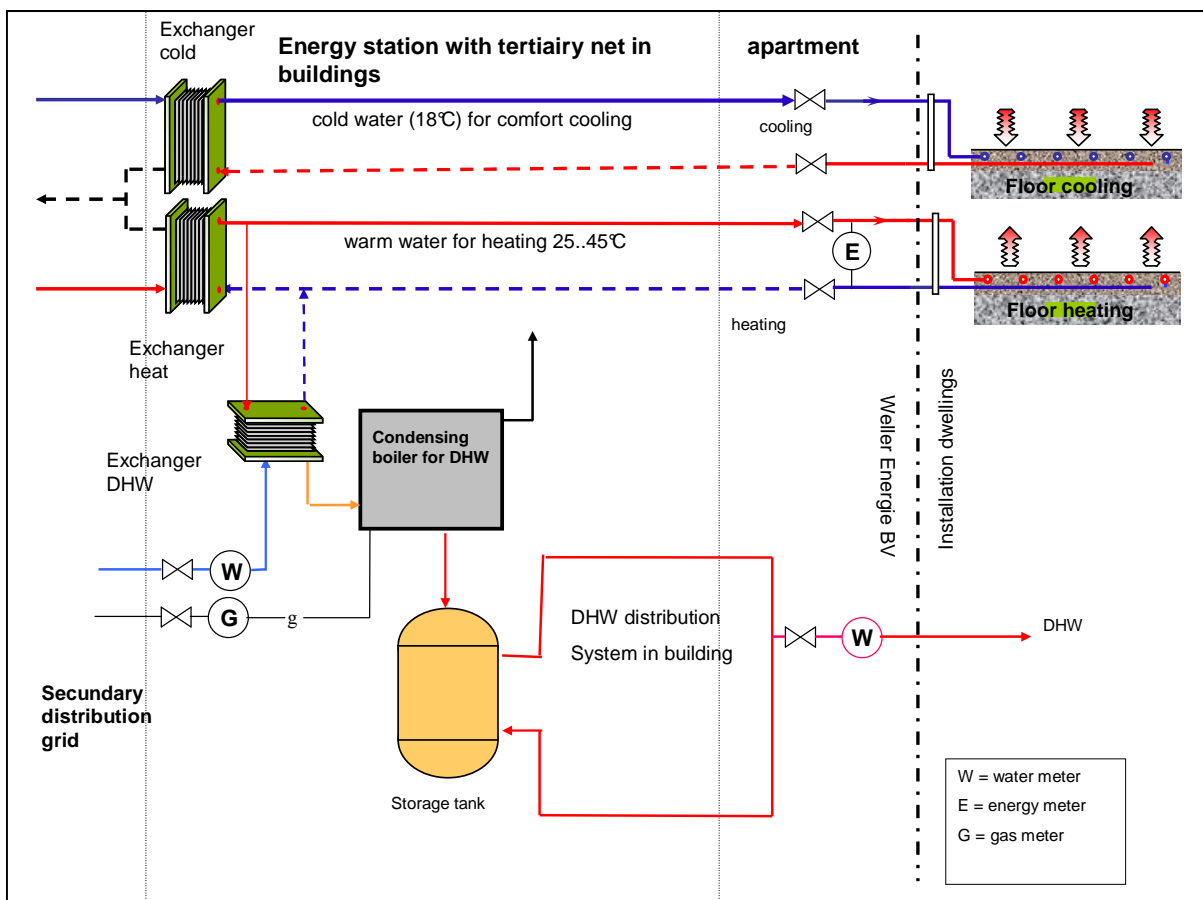 Exchanger
cold
Energy station with tertiairy net in
buildings
apartment
cold water (18℃) for comfort cooling
cooling
Floor cooling
warm water for heating 25..45℃
E
heating
Floor heating
Exchanger
heat
Exchanger
DHW
Condensing
boiler for DHW
Weller Energie BV
Installation dwellings
W
G
g
DHW distribution
System in building
W
DHW
Secundary
distribution
grid
Storage tank
W = water meter
E = energy meter
G = gas meter